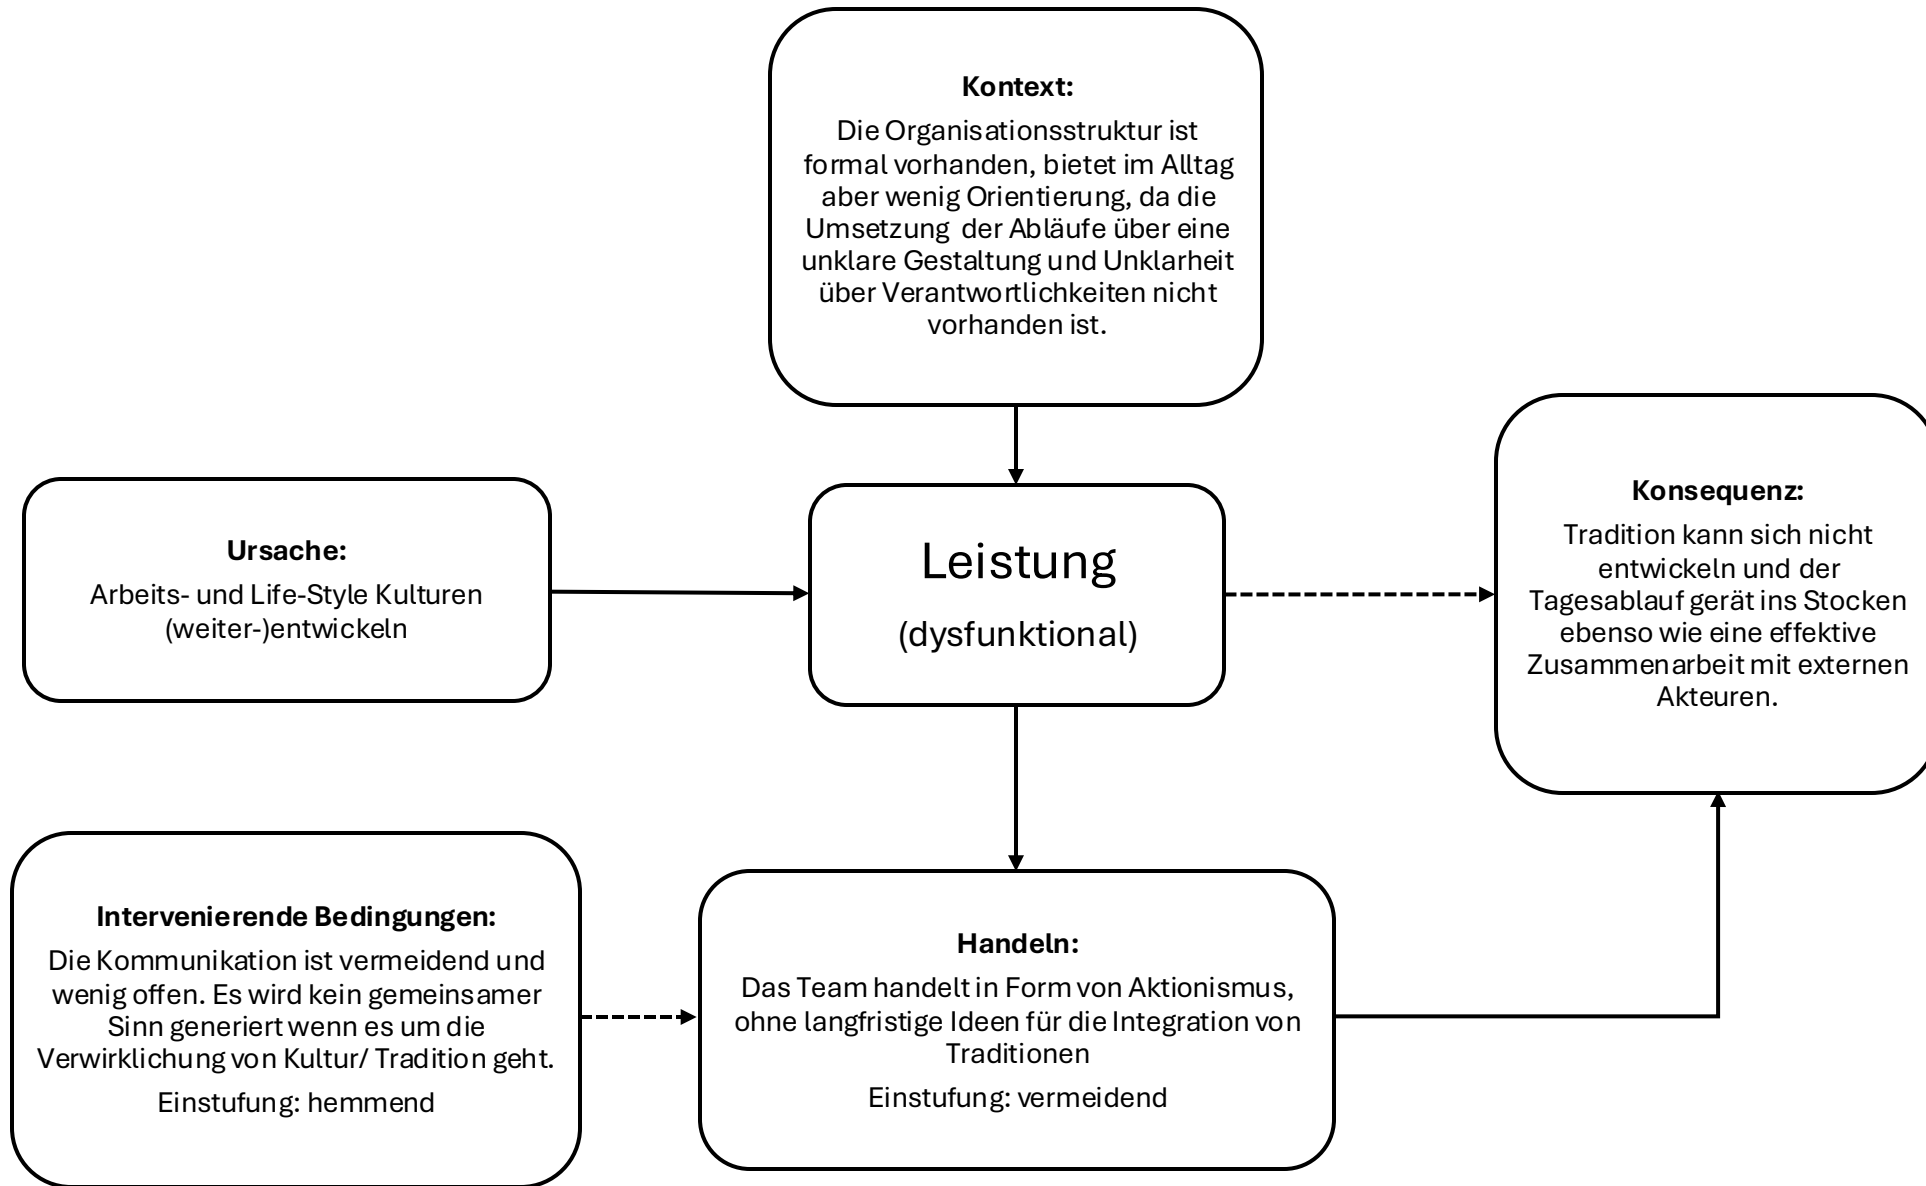 Kontext:
Die Organisationsstruktur ist
formal vorhanden, bietet im Alltag
aber wenig Orientierung, da die
Umsetzung der Abläufe über eine
unklare Gestaltung und Unklarheit
über Verantwortlichkeiten nicht
vorhanden ist.
Ursache:
Arbeits- und Life-Style Kulturen
(weiter-)entwickeln
Leistung
(dysfunktional)
Konsequenz:
Tradition kann sich nicht
entwickeln und der
Tagesablauf gerät ins Stocken
ebenso wie eine effektive
Zusammenarbeit mit externen
Akteuren.
Intervenierende Bedingungen:
Die Kommunikation ist vermeidend und
wenig offen. Es wird kein gemeinsamer
Sinn generiert wenn es um die
Verwirklichung von Kultur/ Tradition geht.
Einstufung: hemmend
Handeln:
Das Team handelt in Form von Aktionismus,
ohne langfristige Ideen für die Integration von
Traditionen
Einstufung: vermeidend